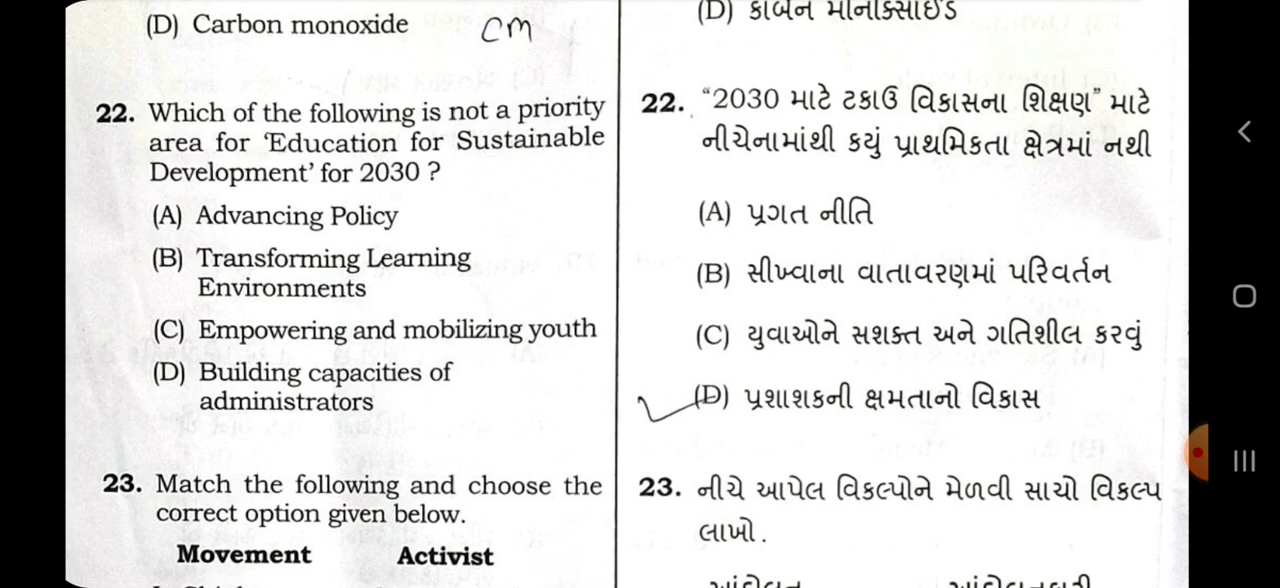 (D) Carbon monoxide
CM
22. Which of the following is not a priority
area for 'Education for Sustainable
Development' for 2030 ?
(A) Advancing Policy
(B) Transforming Learning
Environments
(C) Empowering and mobilizing youth
(D) Building capacities of
administrators
23. Match the following and choose the
correct option given below.
Movement Activist
(D) કાર્બન મોનોક્સાઇડ
22. “2030 માટે ટકાઉ વિકાસના શિક્ષણ” માટે
નીચેનામાંથી કયું પ્રાથમિકતા ક્ષેત્રમાં નથી
(A) પ્રગત નીતિ
(B) સીખ્વાના વાતાવરણમાં પરિવર્તન
(C) યુવાઓને સશક્ત અને ગતિશીલ કરવું
(D) પ્રશાશકની ક્ષમતાનો વિકાસ
23. નીચે આપેલ વિકલ્પોને મેળવી સાચો વિકલ્પ
લાખો.